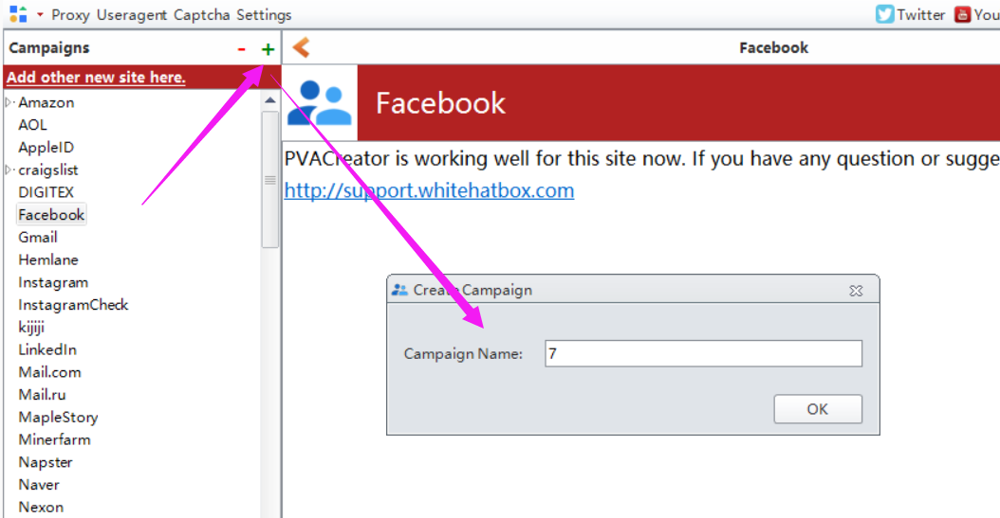 Proxy Useragent Captcha Settings
Twitter
You
Campaigns - +
Facebook
Add other new site here.
Facebook
Amazon
AOL
AppleID
craigslist
DIGITEX
Facebook
Gmail
Hemlane
Instagram
InstagramCheck
kijiji
LinkedIn
Mail.com
Mail.ru
MapleStory
Minerfarm
Napster
Naver
Nexon
PVACreator is working well for this site now. If you have any question or sugge
http://support.whitehatbox.com
Create Campaign
Campaign Name: 7
OK